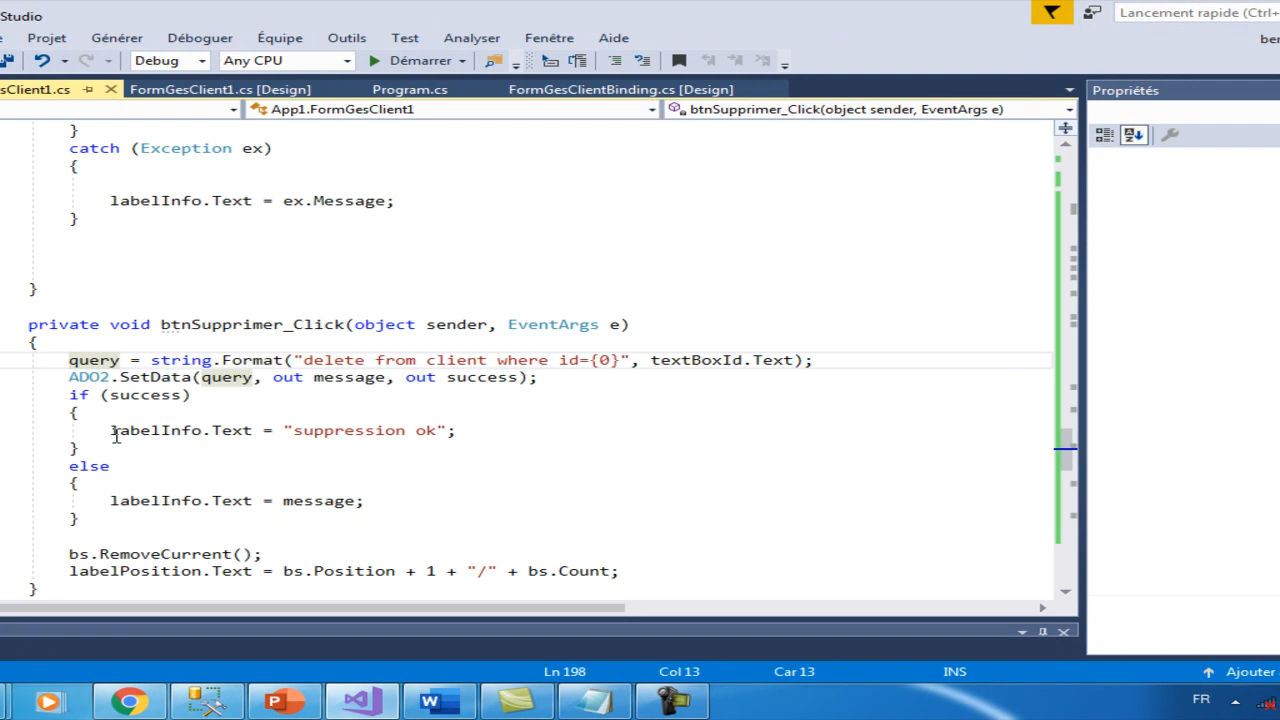 Studio
Lancement rapide (Ctrl+
Projet Générer Déboguer Équipe Outils Test Analyser Fenêtre Aide
Debug Any CPU Démarrer
sClient1.cs FormGesClient1.cs [Design] Program.cs FormGesClientBinding.cs [Design]
Propriétés
App1.FormGesClient1 btnSupprimer_Click(object sender, EventArgs e)
}
catch (Exception ex)
{
labelInfo.Text = ex.Message;
}
}
private void btnSupprimer_Click(object sender, EventArgs e)
{
query = string.Format("delete from client where id={0}", textBoxId.Text);
ADO2.SetData(query, out message, out success);
if (success)
{
labelInfo.Text = "suppression ok";
}
else
{
labelInfo.Text = message;
}
bs.RemoveCurrent();
labelPosition.Text = bs.Position + 1 + "/" + bs.Count;
}
Ln 198 Col 13 Car 13 INS Ajouter
FR